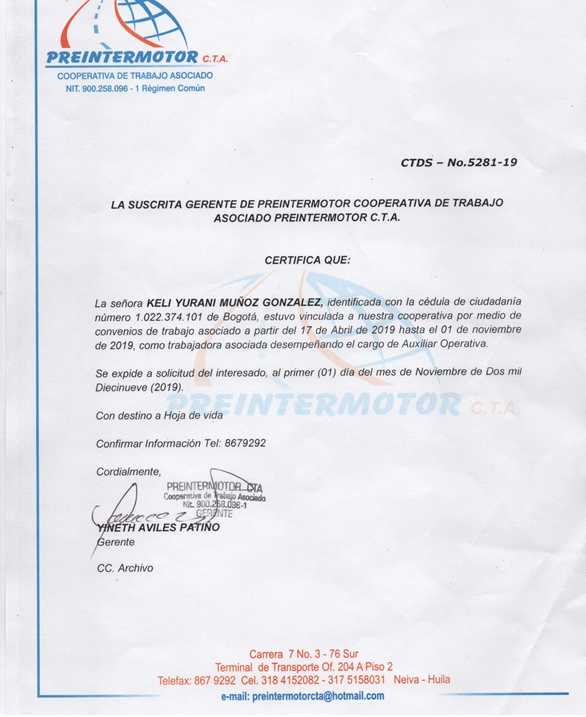 PREINTERMOTOR C.T.A.
COOPERATIVA DE TRABAJO ASOCIADO
NIT. 900.258.096 - 1 Régimen Común
CTDS – No.5281-19
LA SUSCRITA GERENTE DE PREINTERMOTOR COOPERATIVA DE TRABAJO
ASOCIADO PREINTERMOTOR C.T.A.
CERTIFICA QUE:
La señora KELI YURANI MUÑOZ GONZALEZ, identificada con la cédula de ciudadanía
número 1.022.374.101 de Bogotá, estuvo vinculada a nuestra cooperativa por medio de
convenios de trabajo asociado a partir del 17 de Abril de 2019 hasta el 01 de noviembre
de 2019, como trabajadora asociada desempeñando el cargo de Auxiliar Operativa.
Se expide a solicitud del interesado, al primer (01) día del mes de Noviembre de Dos mil
Diecinueve (2019).
PREINTERMOTOR C.T.A.
Con destino a Hoja de vida
Confirmar Información Tel: 8679292
Cordialmente,
PREINTERMOTOR CTA
Cooperativa de Trabajo Asociado
Nit. 900.258.096-1
GERENTE
YINETH AVILES PATIÑO
Gerente
CC. Archivo
Carrera 7 No. 3 - 76 Sur
Terminal de Transporte Of. 204 A Piso 2
Telefax: 867 9292 Cel. 318 4152082 - 317 5158031 Neiva - Huila
e-mail: preintermotorcta@hotmail.com